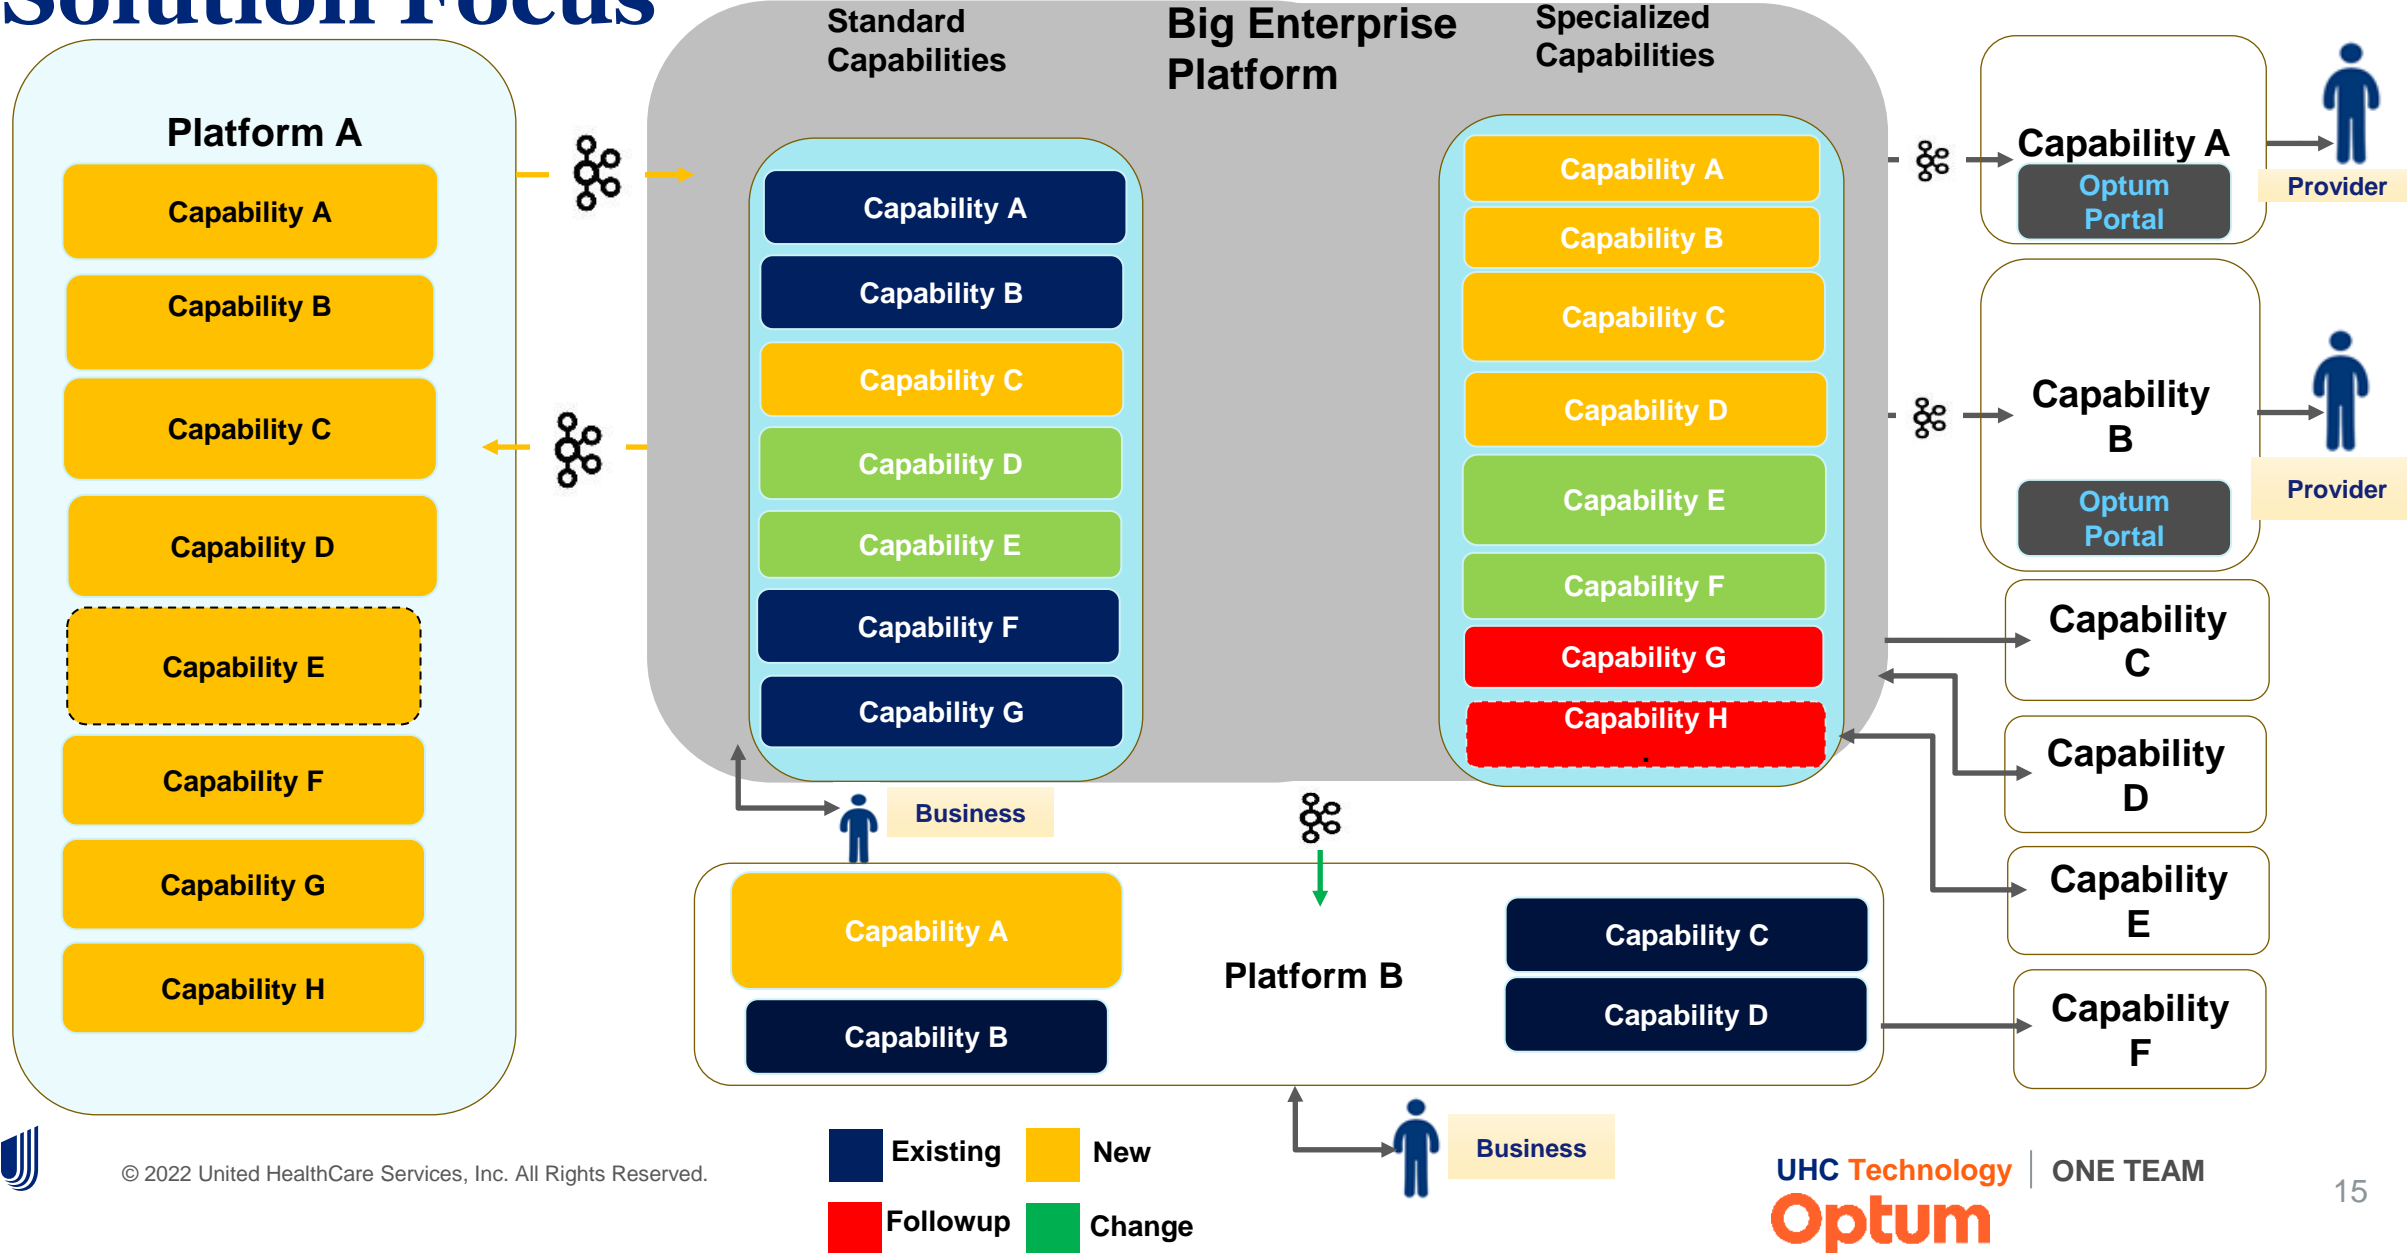 Solution Focus
Platform A
Capability A
Capability B
Capability C
Capability D
Capability E
Capability F
Capability G
Capability H
Big Enterprise
Platform
Standard
Capabilities
Capability A
Capability B
Capability C
Capability D
Capability E
Capability F
Capability G
Specialized
Capabilities
Capability A
Capability B
Capability C
Capability D
Capability E
Capability F
Capability G
Capability H
.
Business
Capability A
Optum
Portal
Provider
Capability
B
Optum
Portal
Provider
Capability
C
Capability
D
Capability
E
Capability
F
Platform B
Capability A
Capability B
Capability C
Capability D
Business
Existing
New
Followup
Change
© 2022 United HealthCare Services, Inc. All Rights Reserved.
UHC Technology
ONE TEAM
Optum
15